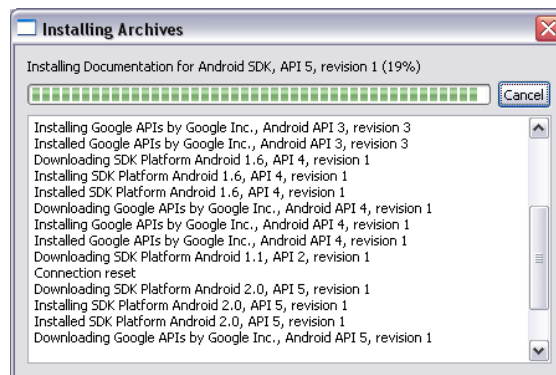 Installing Archives
Installing Documentation for Android SDK, API 5, revision 1 (19%)
Cancel
Installing Google APIs by Google Inc., Android API 3, revision 3
Installed Google APIs by Google Inc., Android API 3, revision 3
Downloading SDK Platform Android 1.6, API 4, revision 1
Installing SDK Platform Android 1.6, API 4, revision 1
Installed SDK Platform Android 1.6, API 4, revision 1
Downloading Google APIs by Google Inc., Android API 4, revision 1
Installing Google APIs by Google Inc., Android API 4, revision 1
Installed Google APIs by Google Inc., Android API 4, revision 1
Downloading SDK Platform Android 1.1, API 2, revision 1
Connection reset
Downloading SDK Platform Android 2.0, API 5, revision 1
Installing SDK Platform Android 2.0, API 5, revision 1
Installed SDK Platform Android 2.0, API 5, revision 1
Downloading Google APIs by Google Inc., Android API 5, revision 1